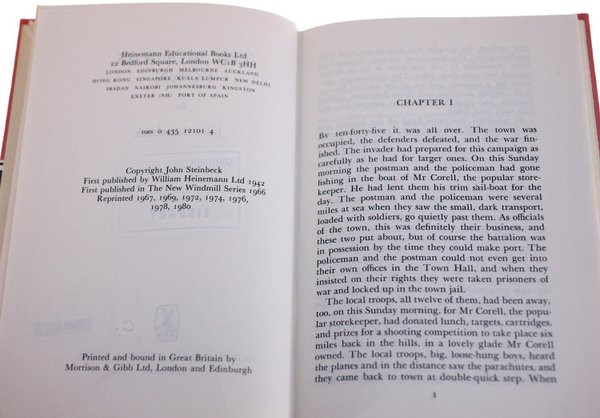 Heinemann Educational Books Ltd
22 Bedford Square, London WC1B 3HH
LONDON EDINBURGH MELBOURNE AUCKLAND
HONG KONG SINGAPORE KUALA LUMPUR NEW DELHI
IBADAN NAIROBI JOHANNESBURG KINGSTON
EXETER (NH) PORT OF SPAIN
ISBN 0 435 12101 4
Copyright John Steinbeck
First published by William Heinemann Ltd 1942
First published in The New Windmill Series 1966
Reprinted 1967, 1969, 1972, 1974, 1976,
1978, 1980
Printed and bound in Great Britain by
Morrison & Gibb Ltd, London and Edinburgh
CHAPTER I
By ten-forty-five it was all over. The town was
occupied, the defenders defeated, and the war fin-
ished. The invader had prepared for this campaign as
carefully as he had for larger ones. On this Sunday
morning the postman and the policeman had gone
fishing in the boat of Mr Corell, the popular store-
keeper. He had lent them his trim sail-boat for the
day. The postman and the policeman were several
miles at sea when they saw the small, dark transport,
loaded with soldiers, go quietly past them. As officials
of the town, this was definitely their business, and
these two put about, but of course the battalion was
in possession by the time they could make port. The
policeman and the postman could not even get into
their own offices in the Town Hall, and when they
insisted on their rights they were taken prisoners
of war and locked up in the town jail.
The local troops, all twelve of them, had been away,
too, on this Sunday morning, for Mr Corell, the popu-
lar storekeeper, had donated lunch, targets, cartridges,
and prizes for a shooting competition to take place six
miles back in the hills, in a lovely glade Mr Corell
owned. The local troops, big, loose-hung boys, heard
the planes and in the distance saw the parachutes, and
they came back to town at double-quick step. When
1